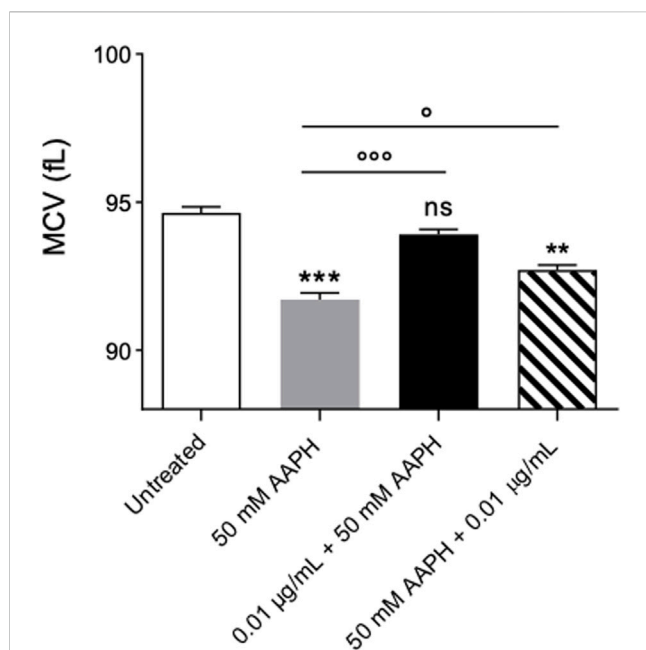 100
MCV (fL)
°
°°°
95
ns
***
**
90
Untreated
50 mM AAPH
0.01 µg/mL + 50 mM AAPH
50 mM AAPH + 0.01 µg/mL